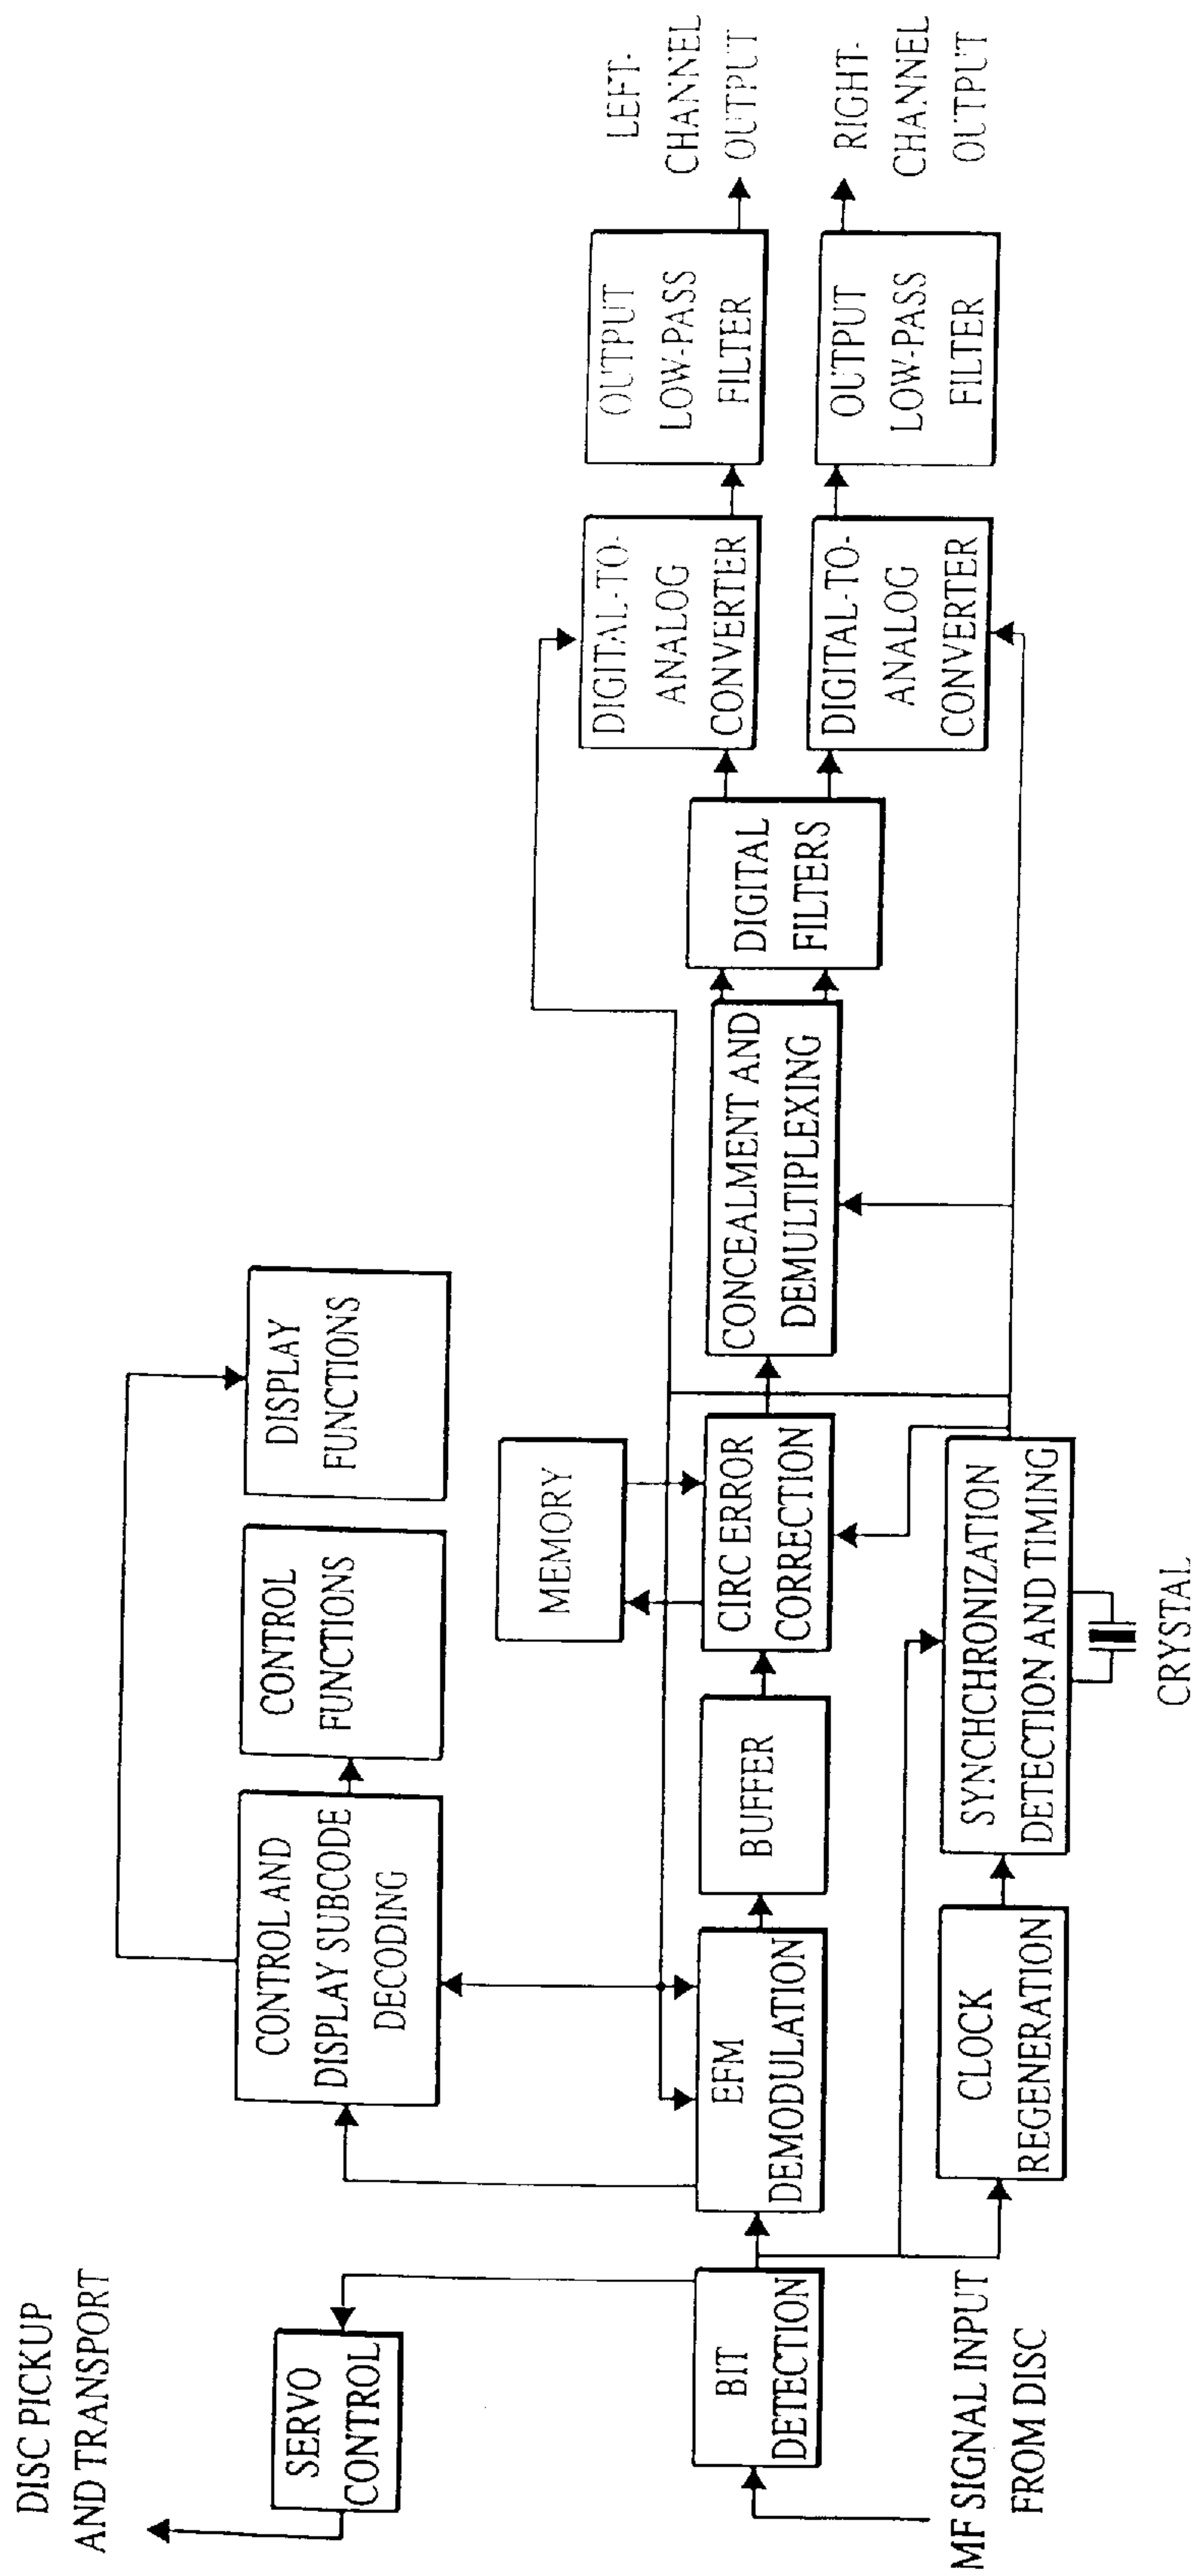 DISC PICKUP
AND TRANSPORT
SERVO
CONTROL
CONTROL AND
DISPLAY SUBCODE
DECODING
CONTROL
FUNCTIONS
DISPLAY
FUNCTIONS
MEMORY
BIT
DETECTION
EFM
DEMODULATION
BUFFER
CIRC ERROR
CORRECTION
CONCEALMENT AND
DEMULTIPLEXING
DIGITAL
FILTERS
DIGITAL-TO-
ANALOG
CONVERTER
OUTPUT
LOW-PASS
FILTER
LEFT-
CHANNEL
OUTPUT
DIGITAL-TO-
ANALOG
CONVERTER
OUTPUT
LOW-PASS
FILTER
RIGHT-
CHANNEL
OUTPUT
MF SIGNAL INPUT
FROM DISC
CLOCK
REGENERATION
SYNCHCHRONIZATION
DETECTION AND TIMING
CRYSTAL